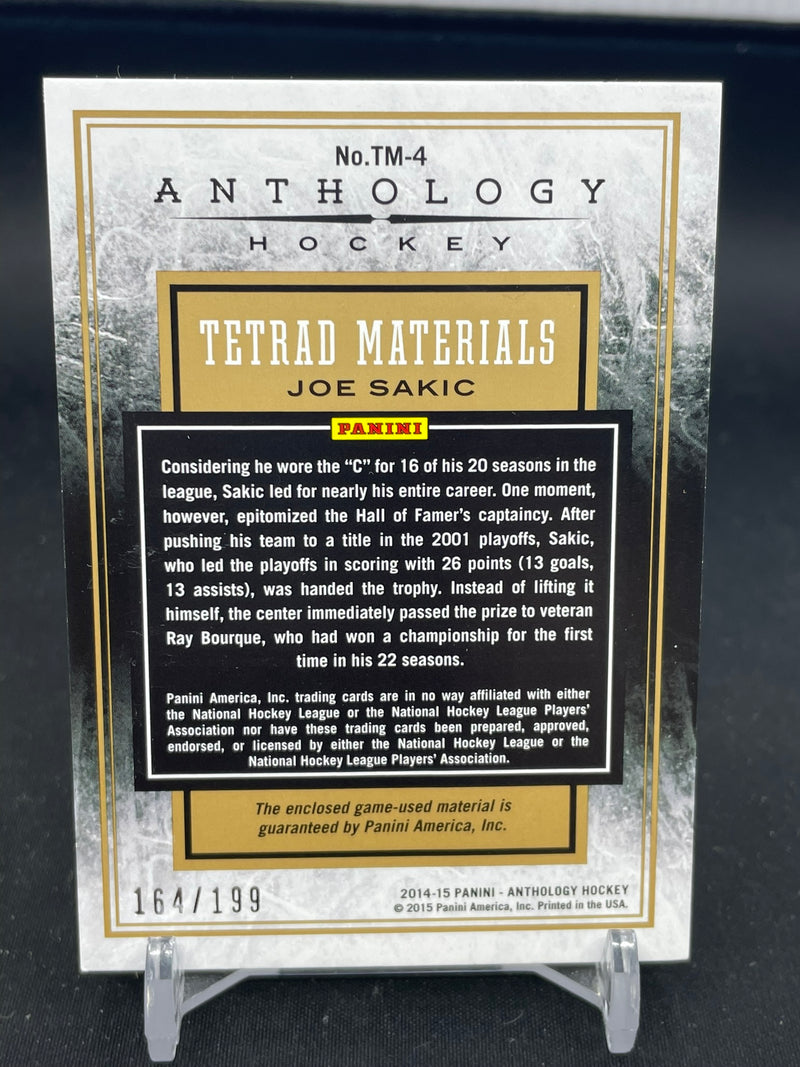 No.TM-4
ANTHOLOGY
HOCKEY
TETRAD MATERIALS
JOE SAKIC
PANINI
Considering he wore the “C” for 16 of his 20 seasons in the
league, Sakic led for nearly his entire career. One moment,
however, epitomized the Hall of Famer’s captaincy. After
pushing his team to a title in the 2001 playoffs, Sakic,
who led the playoffs in scoring with 26 points (13 goals,
13 assists), was handed the trophy. Instead of lifting it
himself, the center immediately passed the prize to veteran
Ray Bourque, who had won a championship for the first
time in his 22 seasons.
Panini America, Inc. trading cards are in no way affiliated with either
the National Hockey League or the National Hockey League Players’
Association nor have these trading cards been prepared, approved,
endorsed, or licensed by either the National Hockey League or the
National Hockey League Players’ Association.
The enclosed game-used material is
guaranteed by Panini America, Inc.
164/199
2014-15 PANINI - ANTHOLOGY HOCKEY
© 2015 Panini America, Inc. Printed in the USA.